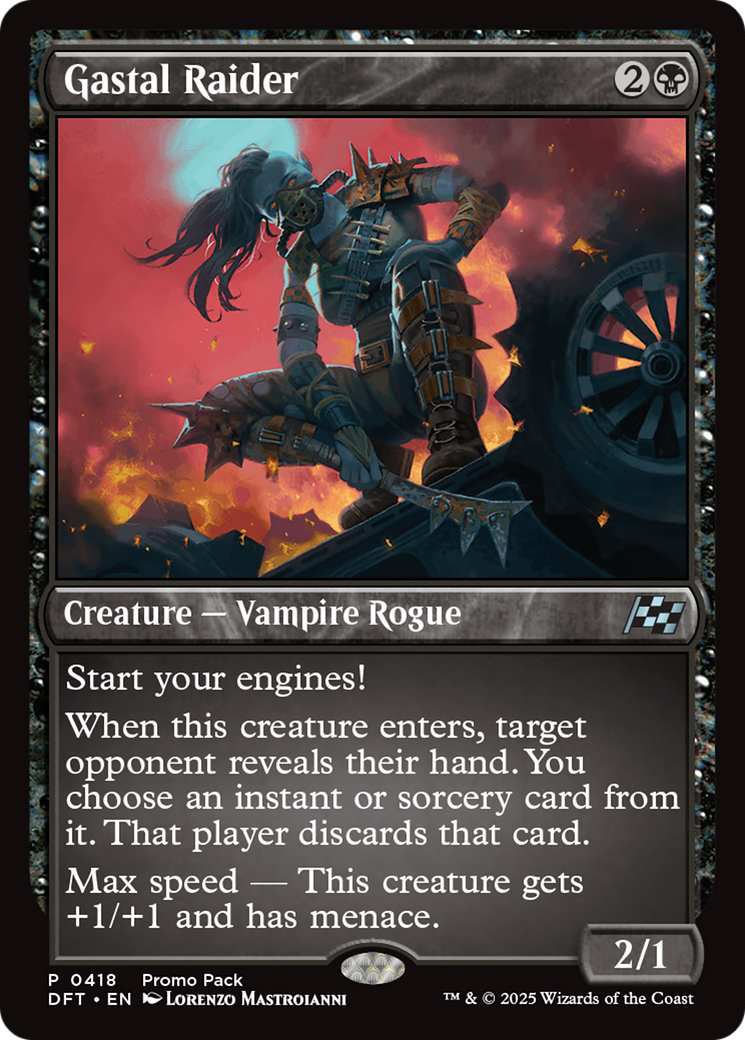 Gastal Raider 2
Creature — Vampire Rogue
Start your engines!
When this creature enters, target
opponent reveals their hand. You
choose an instant or sorcery card from
it. That player discards that card.
Max speed — This creature gets
+1/+1 and has menace.
2/1
P 0418 Promo Pack
DFT • EN Lorenzo Mastroianni ™ & © 2025 Wizards of the Coast